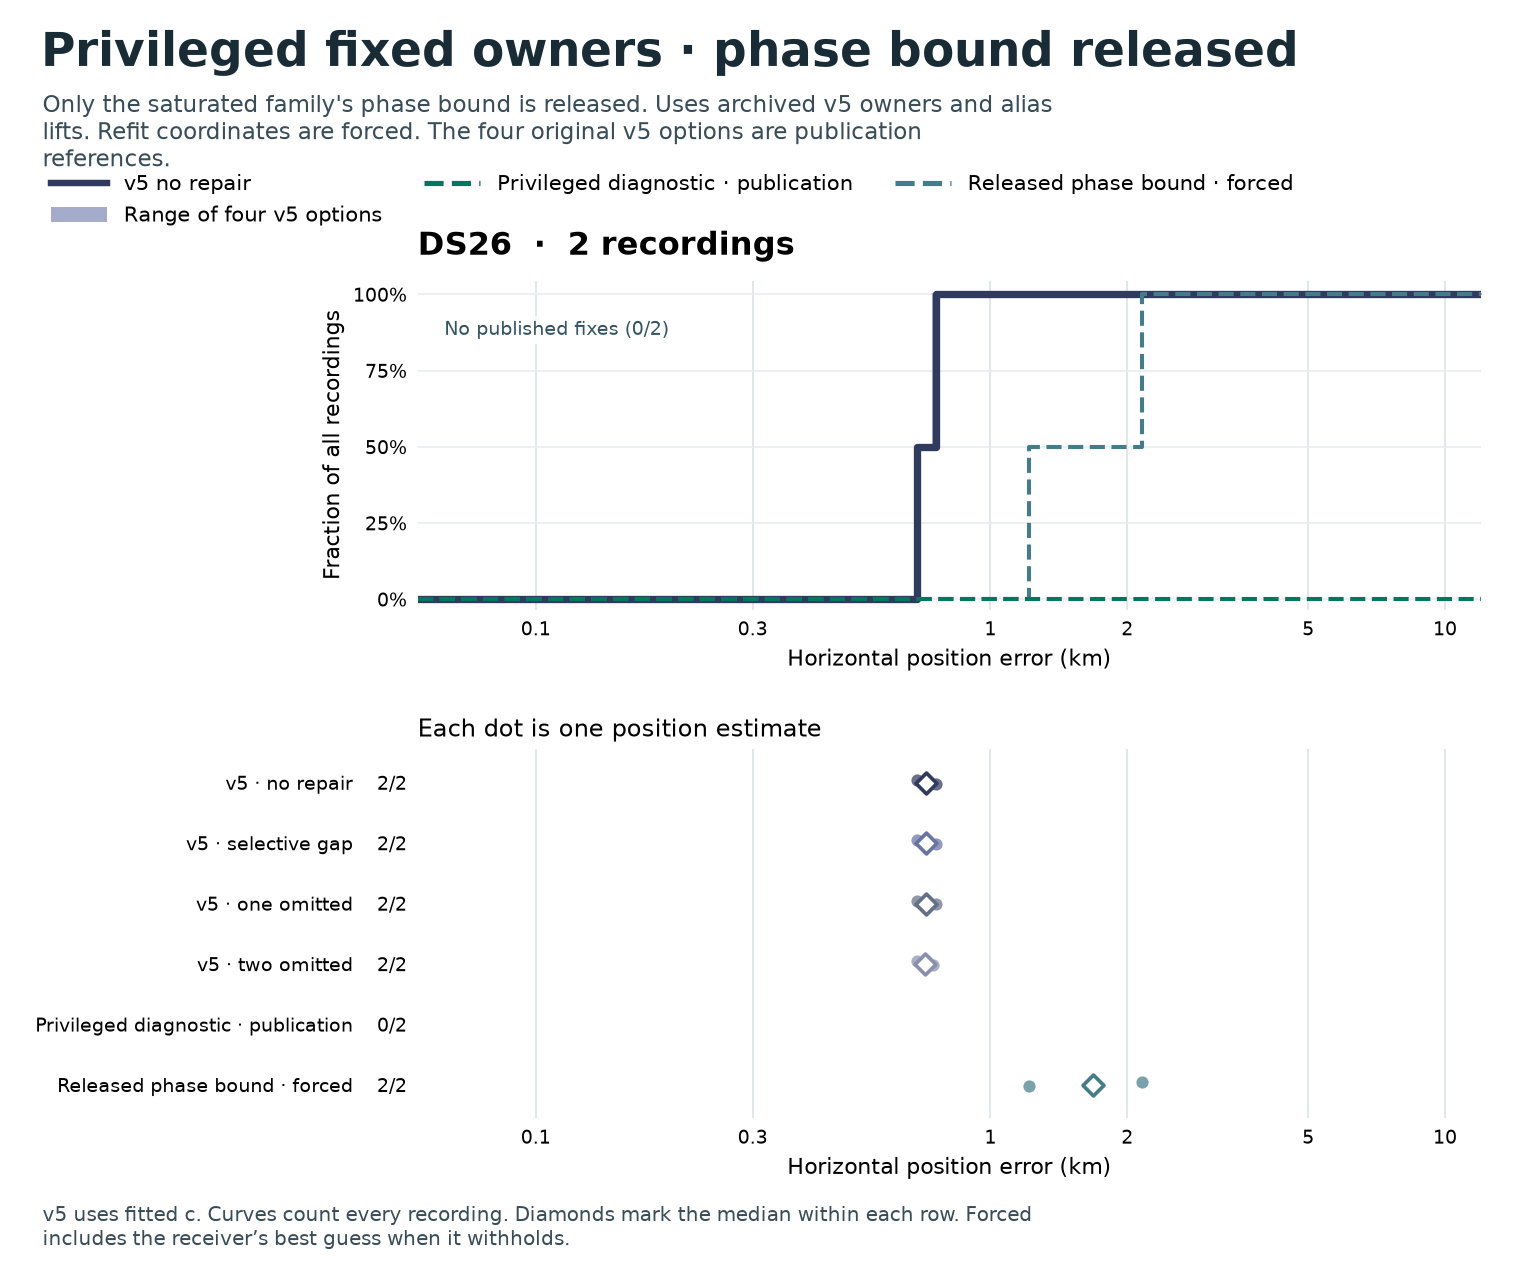 Privileged fixed owners · phase bound released
Only the saturated family's phase bound is released. Uses archived v5 owners and alias
lifts. Refit coordinates are forced. The four original v5 options are publication
references.
v5 no repair
Privileged diagnostic · publication
Released phase bound · forced
Range of four v5 options
DS26 · 2 recordings
Fraction of all recordings
100%
75%
50%
25%
0%
No published fixes (0/2)
0.1 0.3 1 2 5 10
Horizontal position error (km)
Each dot is one position estimate
v5 · no repair 2/2
v5 · selective gap 2/2
v5 · one omitted 2/2
v5 · two omitted 2/2
Privileged diagnostic · publication 0/2
Released phase bound · forced 2/2
0.1 0.3 1 2 5 10
Horizontal position error (km)
v5 uses fitted c. Curves count every recording. Diamonds mark the median within each row. Forced
includes the receiver’s best guess when it withholds.